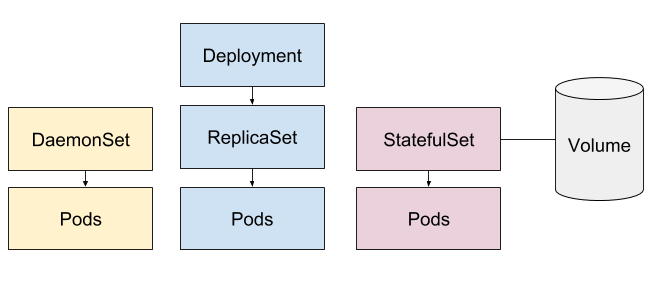 Deployment
DaemonSet
ReplicaSet
StatefulSet
Volume
Pods
Pods
Pods